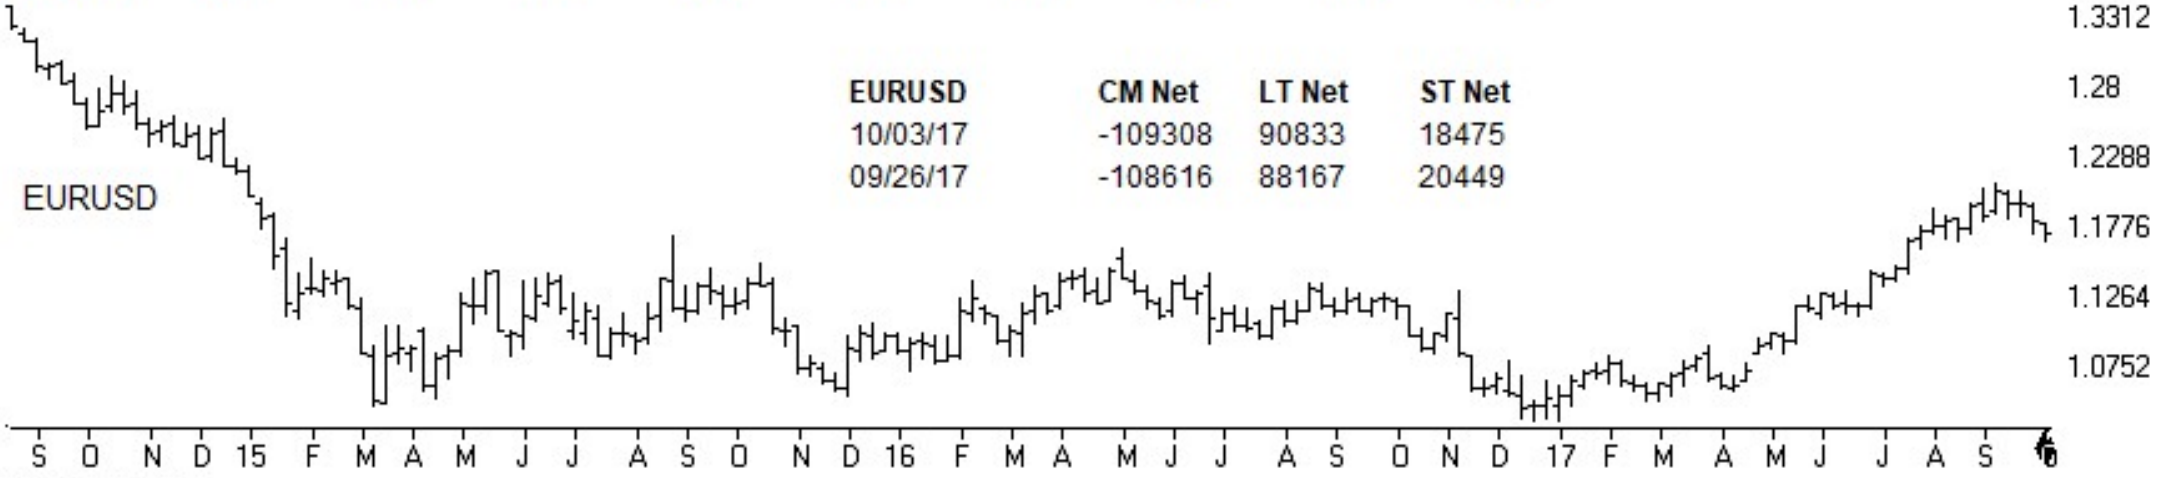 1.3312
EURUSD CM Net LT Net ST Net
1.28
10/03/17 -109308 90833 18475
1.2288
09/26/17 -108616 88167 20449
EURUSD
1.1776
1.1264
1.0752
S O N D 15 F M A M J J A S O N D 16 F M A M J J A S O N D 17 F M A M J J A S